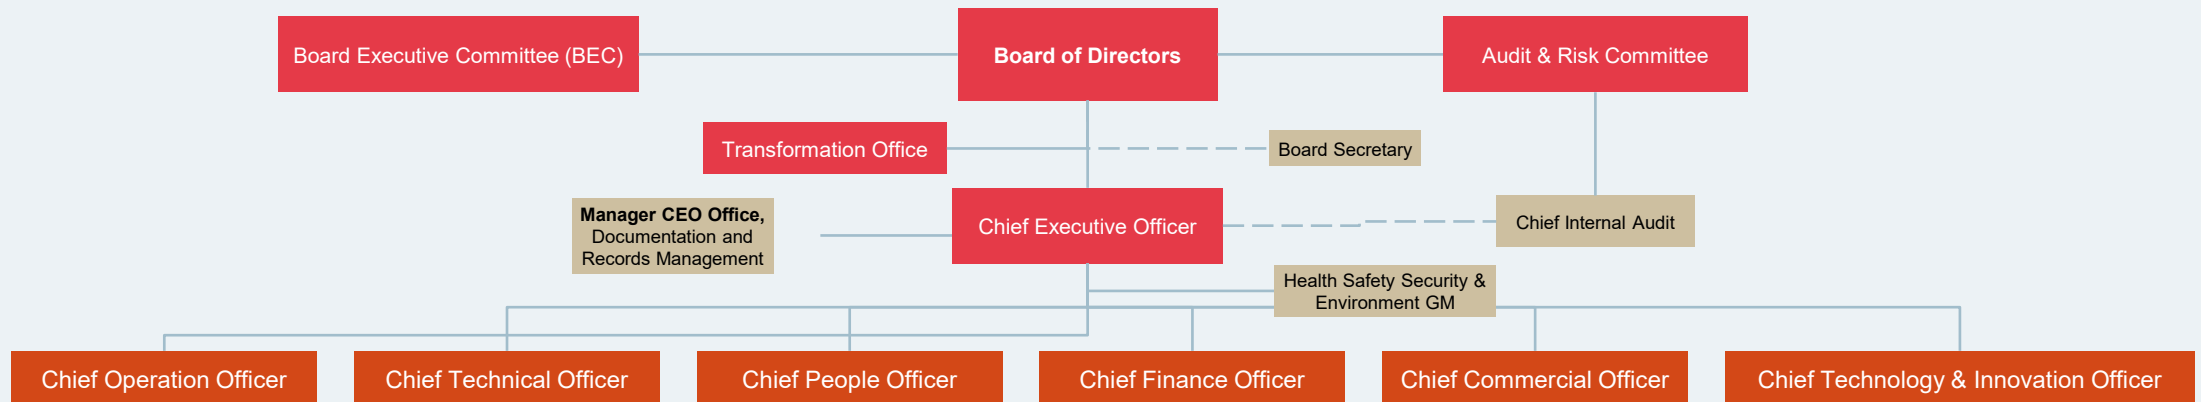 Board Executive Committee (BEC)
Board of Directors
Audit & Risk Committee
Transformation Office
Board Secretary
Manager CEO Office,
Documentation and
Records Management
Chief Executive Officer
Chief Internal Audit
Health Safety Security &
Environment GM
Chief Operation Officer
Chief Technical Officer
Chief People Officer
Chief Finance Officer
Chief Commercial Officer
Chief Technology & Innovation Officer